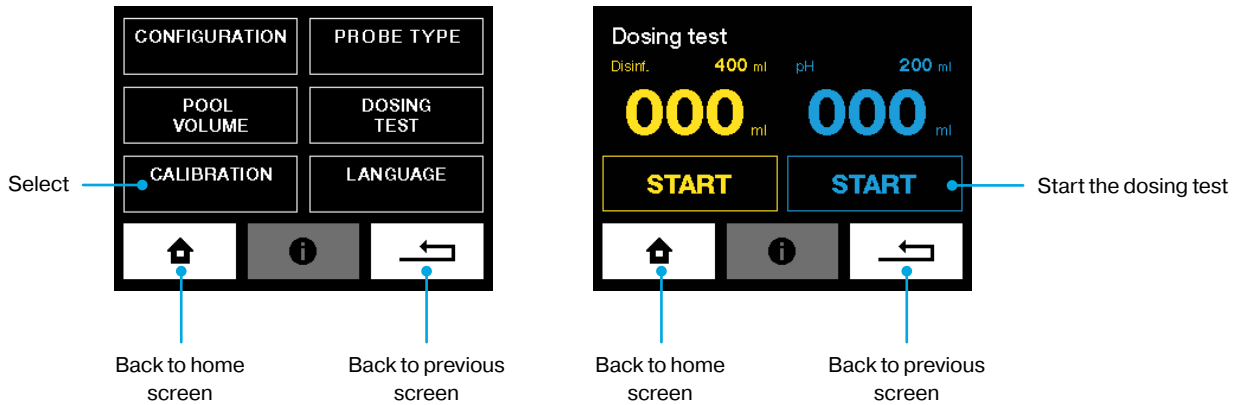 CONFIGURATION
PROBE TYPE
POOL
VOLUME
DOSING
TEST
CALIBRATION
LANGUAGE
Select
Back to home
screen
Back to previous
screen
Dosing test
Disinf. 400 ml
pH 200 ml
000 ml
000 ml
START
START
Start the dosing test
Back to home
screen
Back to previous
screen